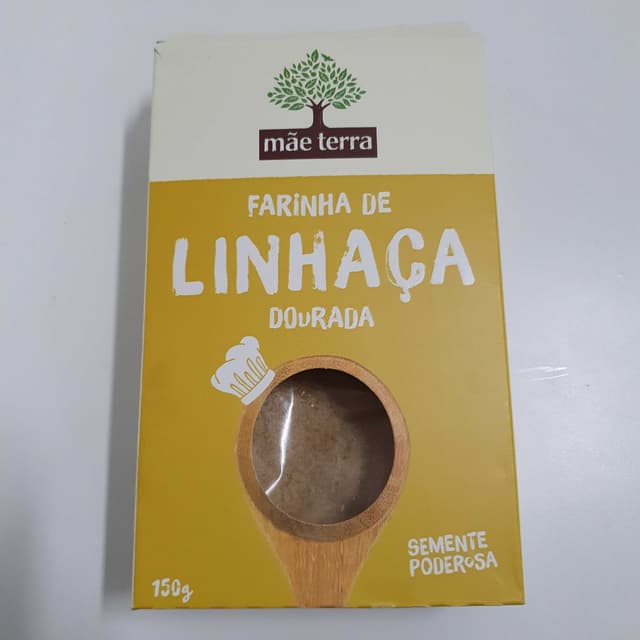 mãe terra
FARINHA DE
LINHAÇA
DOURADA
SEMENTE
PODEROSA
150g